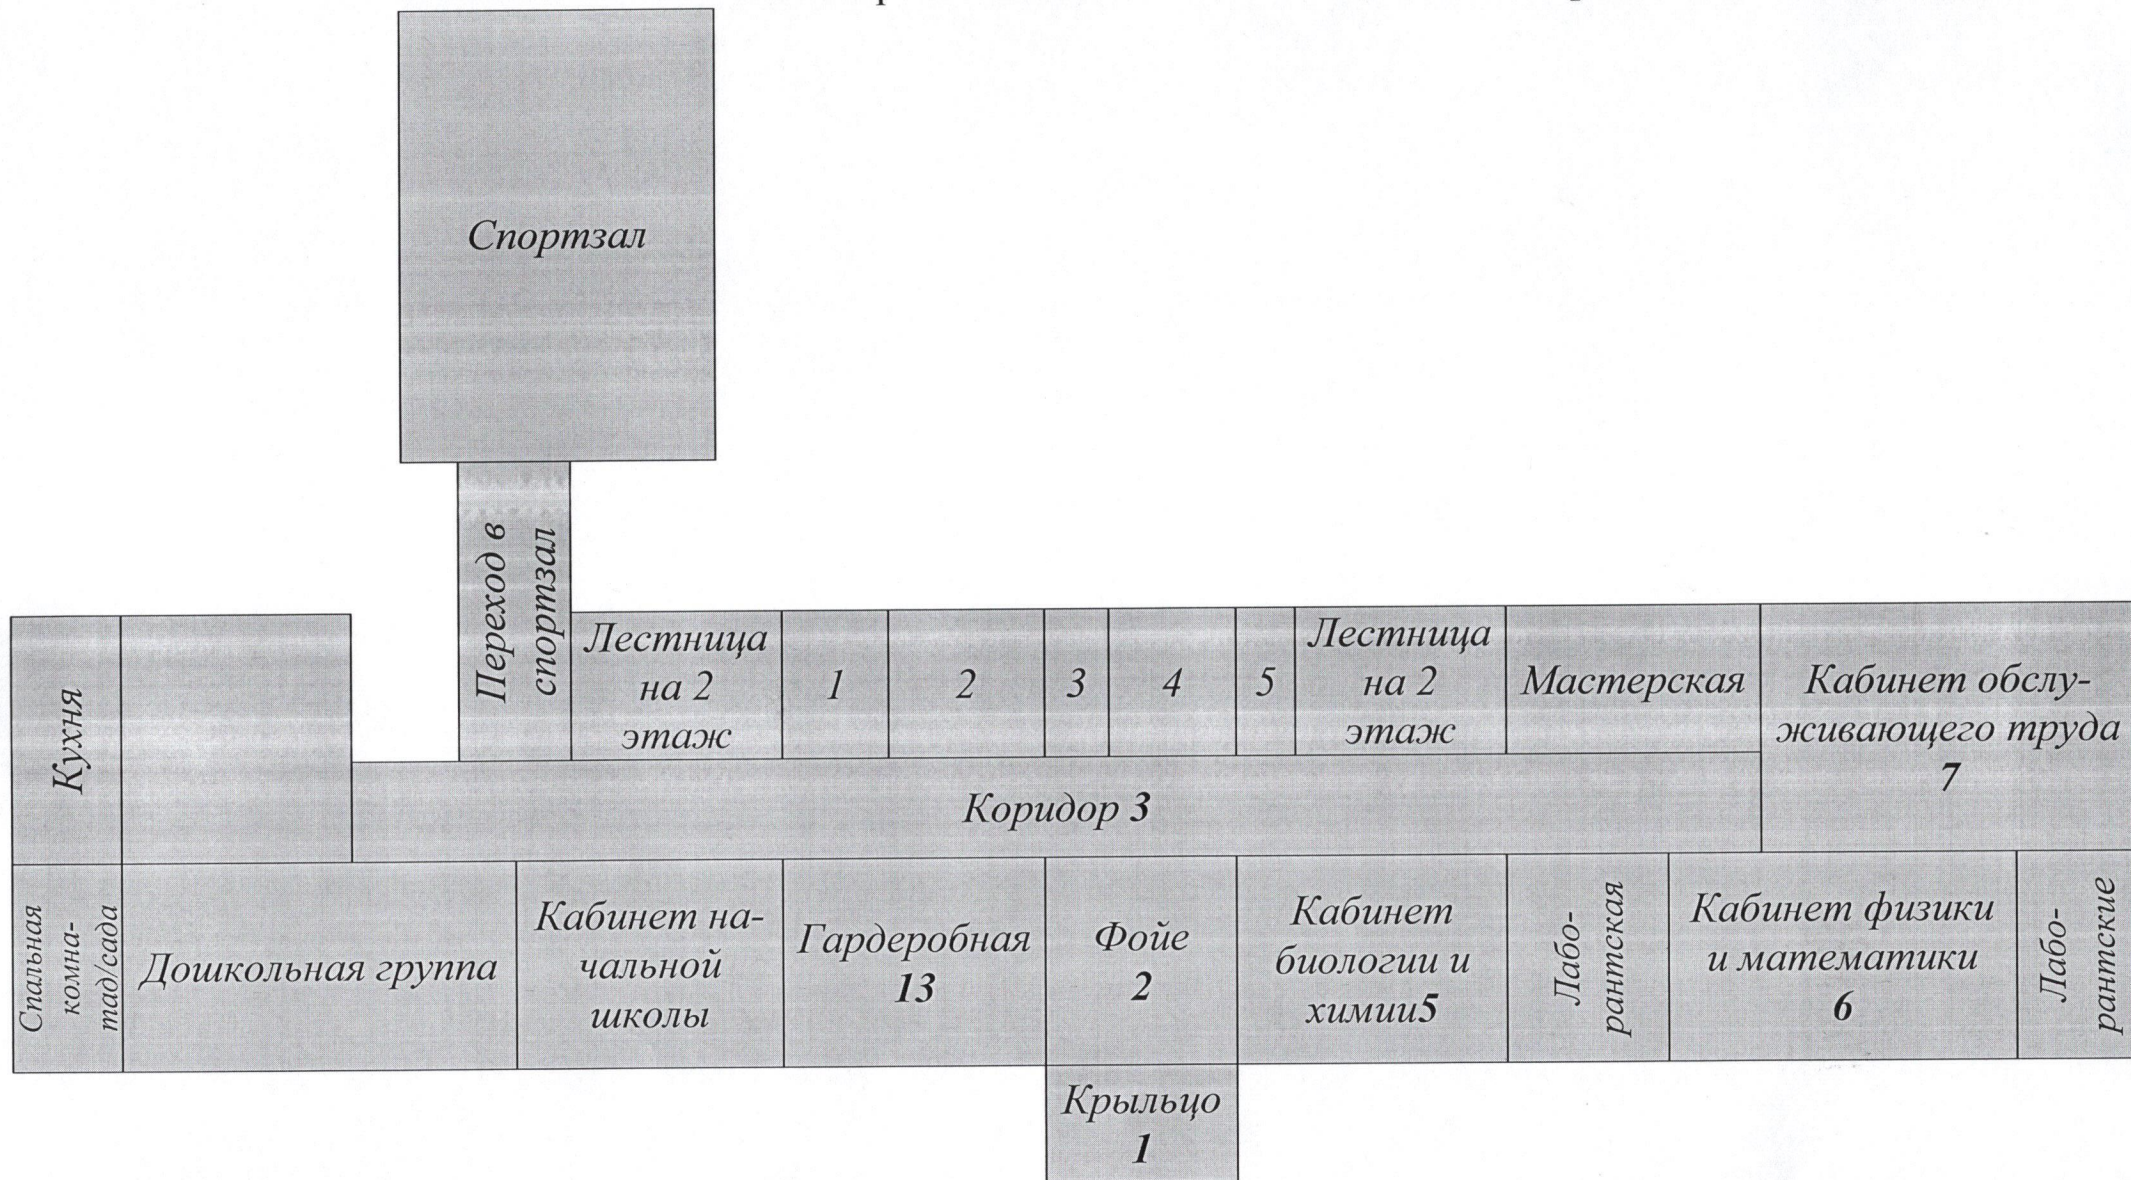 Спортзал
Переход в
спортзал
Лестница
на 2
этаж
1
2
3
4
5
Лестница
на 2
этаж
Мастерская
Кабинет обслу-
живающего труда
7
Кухня
Коридор 3
Спальная
комна-
тад/сада
Дошкольная группа
Кабинет на-
чальной
школы
Гардеробная
13
Фойе
2
Кабинет
биологии и
химии5
Лабо-
рантская
Кабинет физики
и математики
6
Лабо-
рантские
Крыльцо
1